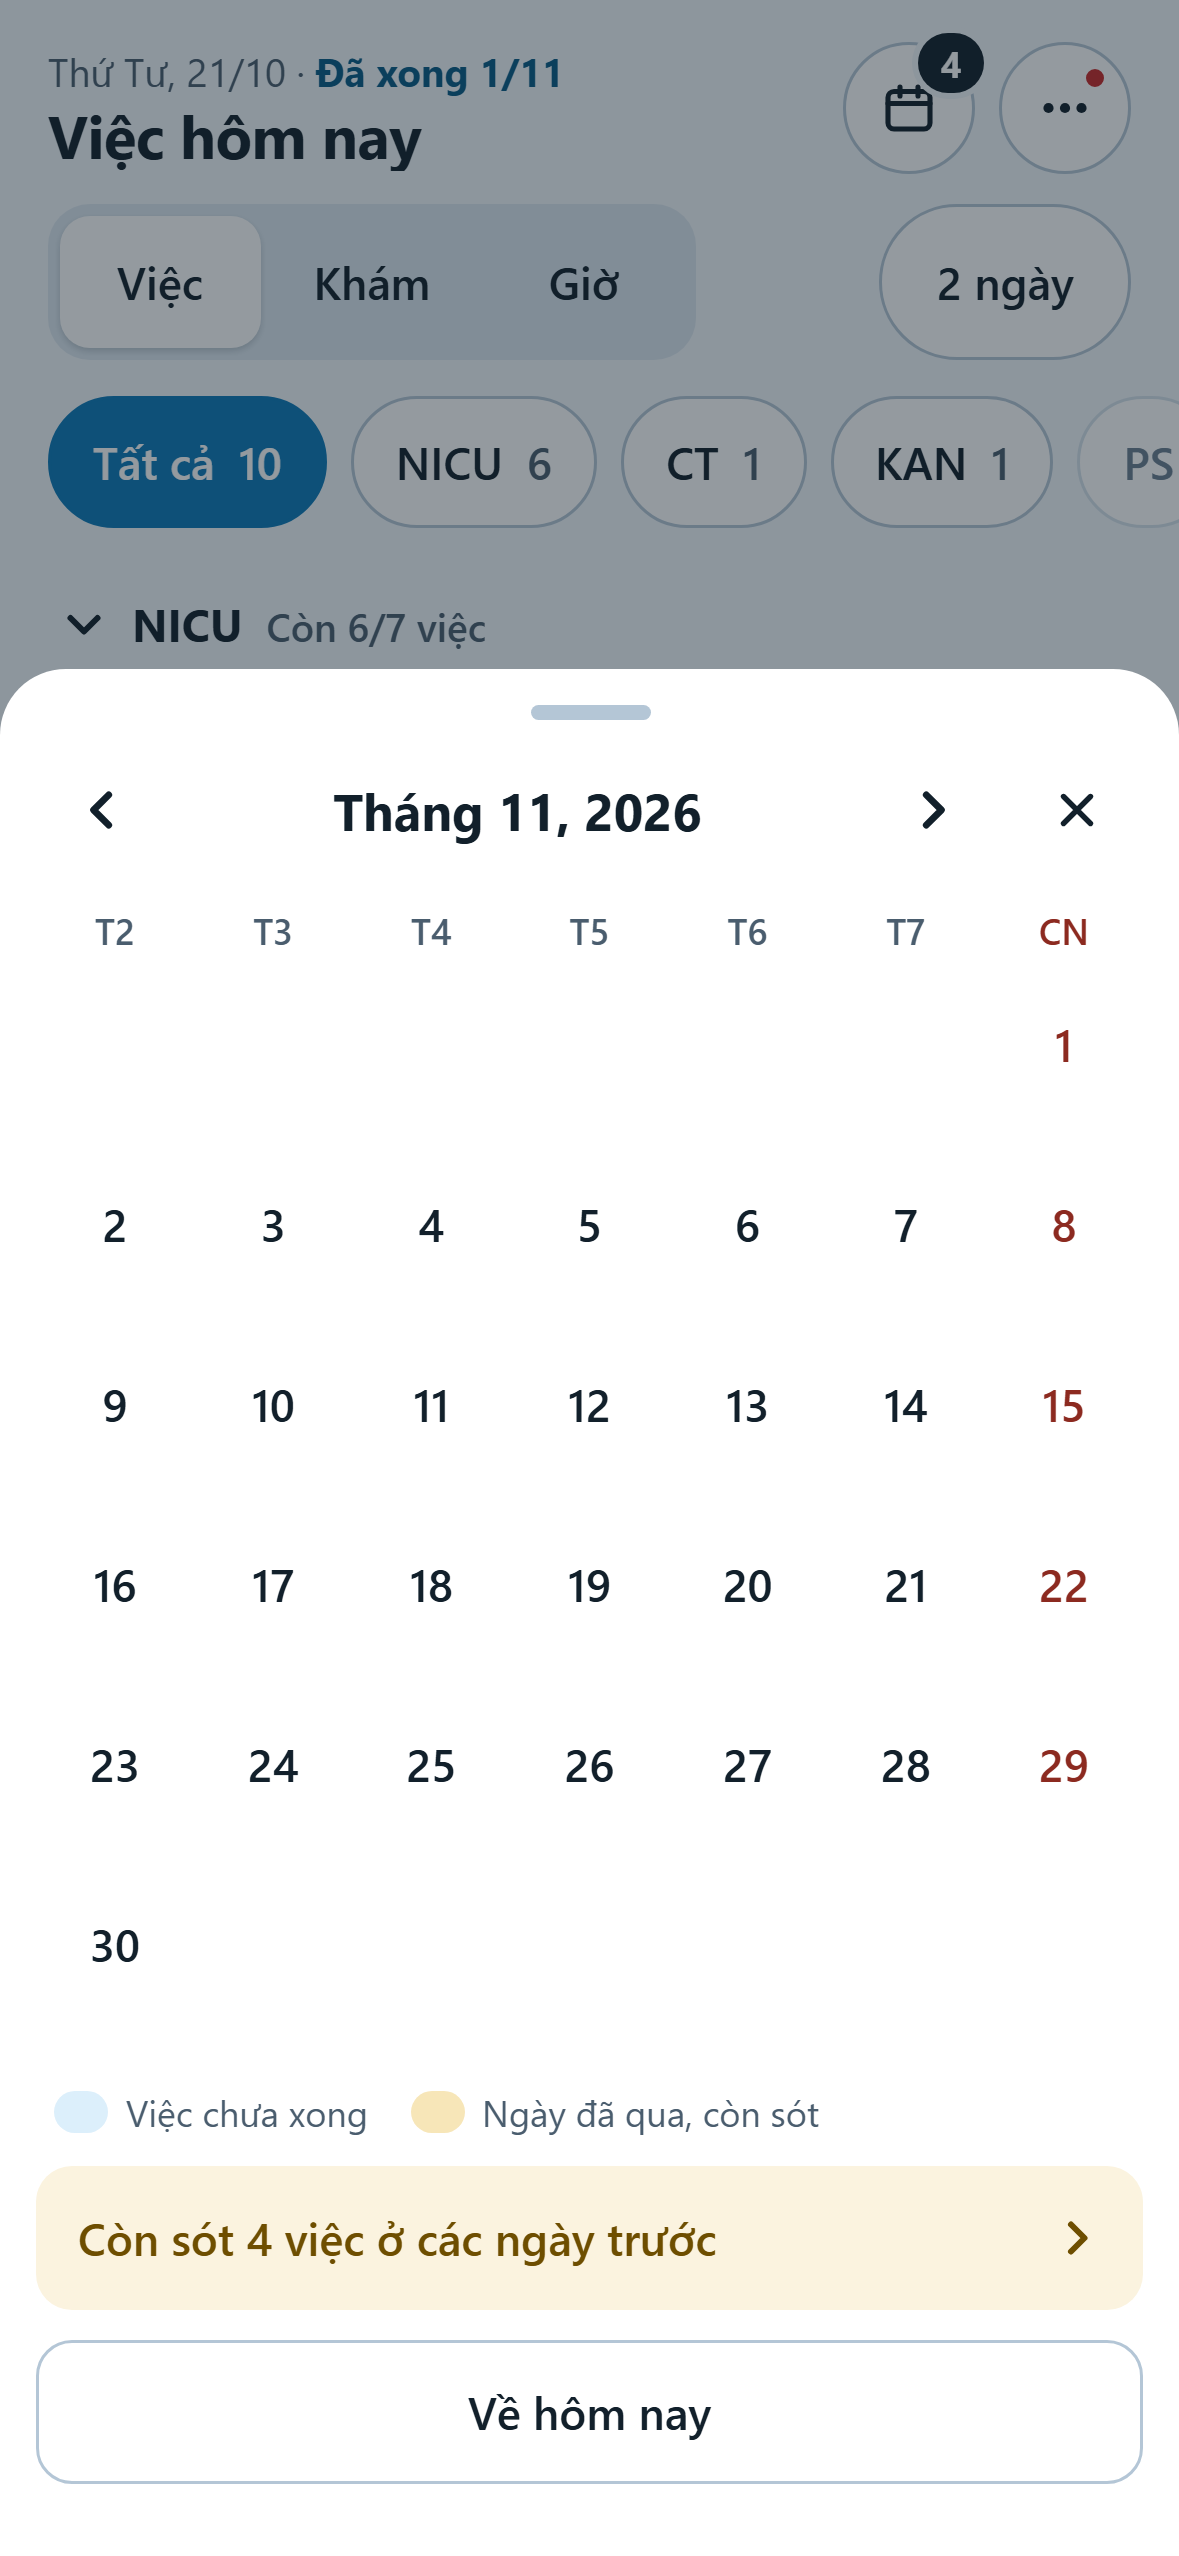 Thứ Tư, 21/10 · Đã xong 1/11
4
Việc hôm nay
Việc Khám Giờ 2 ngày
Tất cả 10 NICU 6 CT 1 KAN 1 PS
NICU Còn 6/7 việc
Tháng 11, 2026
T2 T3 T4 T5 T6 T7 CN
1
2 3 4 5 6 7 8
9 10 11 12 13 14 15
16 17 18 19 20 21 22
23 24 25 26 27 28 29
30
Việc chưa xong Ngày đã qua, còn sót
Còn sót 4 việc ở các ngày trước
Về hôm nay